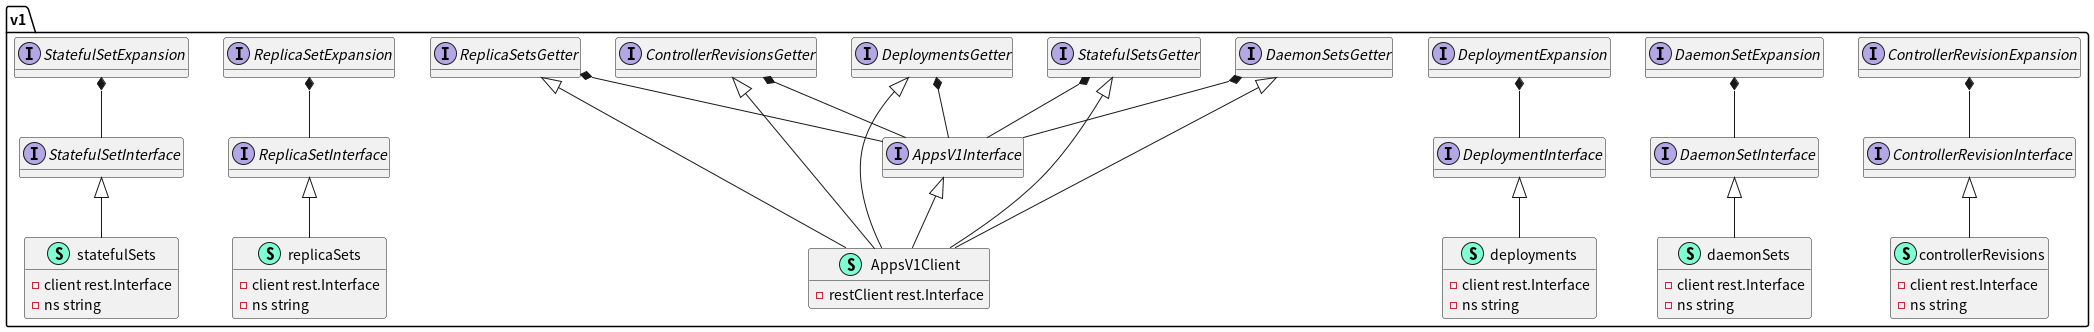 v1
I StatefulSetExpansion
I ReplicaSetExpansion
I ReplicaSetsGetter
I ControllerRevisionsGetter
I DeploymentsGetter
I StatefulSetsGetter
I DaemonSetsGetter
I DeploymentExpansion
I DaemonSetExpansion
I ControllerRevisionExpansion
I StatefulSetInterface
I ReplicaSetInterface
I AppsV1Interface
I DeploymentInterface
I DaemonSetInterface
I ControllerRevisionInterface
S statefulSets
client rest.Interface
ns string
S replicaSets
client rest.Interface
ns string
S AppsV1Client
restClient rest.Interface
S deployments
client rest.Interface
ns string
S daemonSets
client rest.Interface
ns string
S controllerRevisions
client rest.Interface
ns string